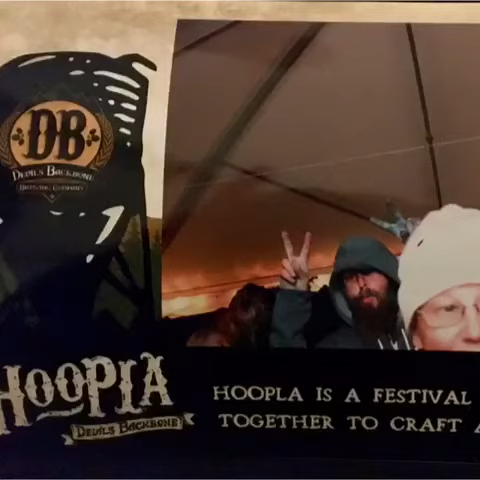 DB
DEVILS BACKBONE
BREWING COMPANY
HOOPLA
DEVILS BACKBONE
HOOPLA IS A FESTIVAL
TOGETHER TO CRAFT A